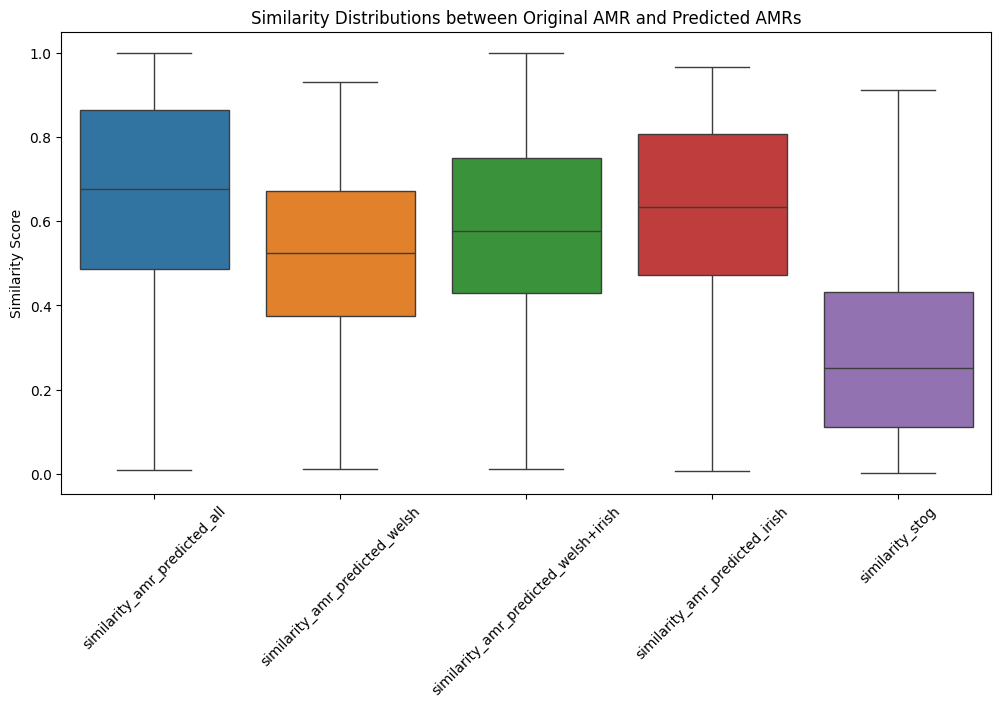 Similarity Distributions between Original AMR and Predicted AMRs
Similarity Score
1.0
0.8
0.6
0.4
0.2
0.0
similarity_amr_predicted_all
similarity_amr_predicted_welsh
similarity_amr_predicted_welsh+irish
similarity_amr_predicted_irish
similarity_stog